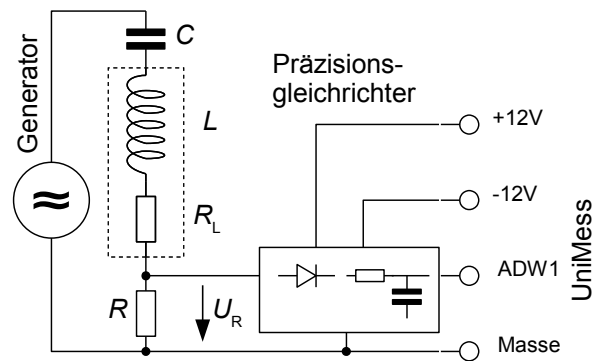 C
Generator
L
R_L
R
U_R
Präzisions-
gleichrichter
≈
+12V
-12V
ADW1
Masse
UniMess